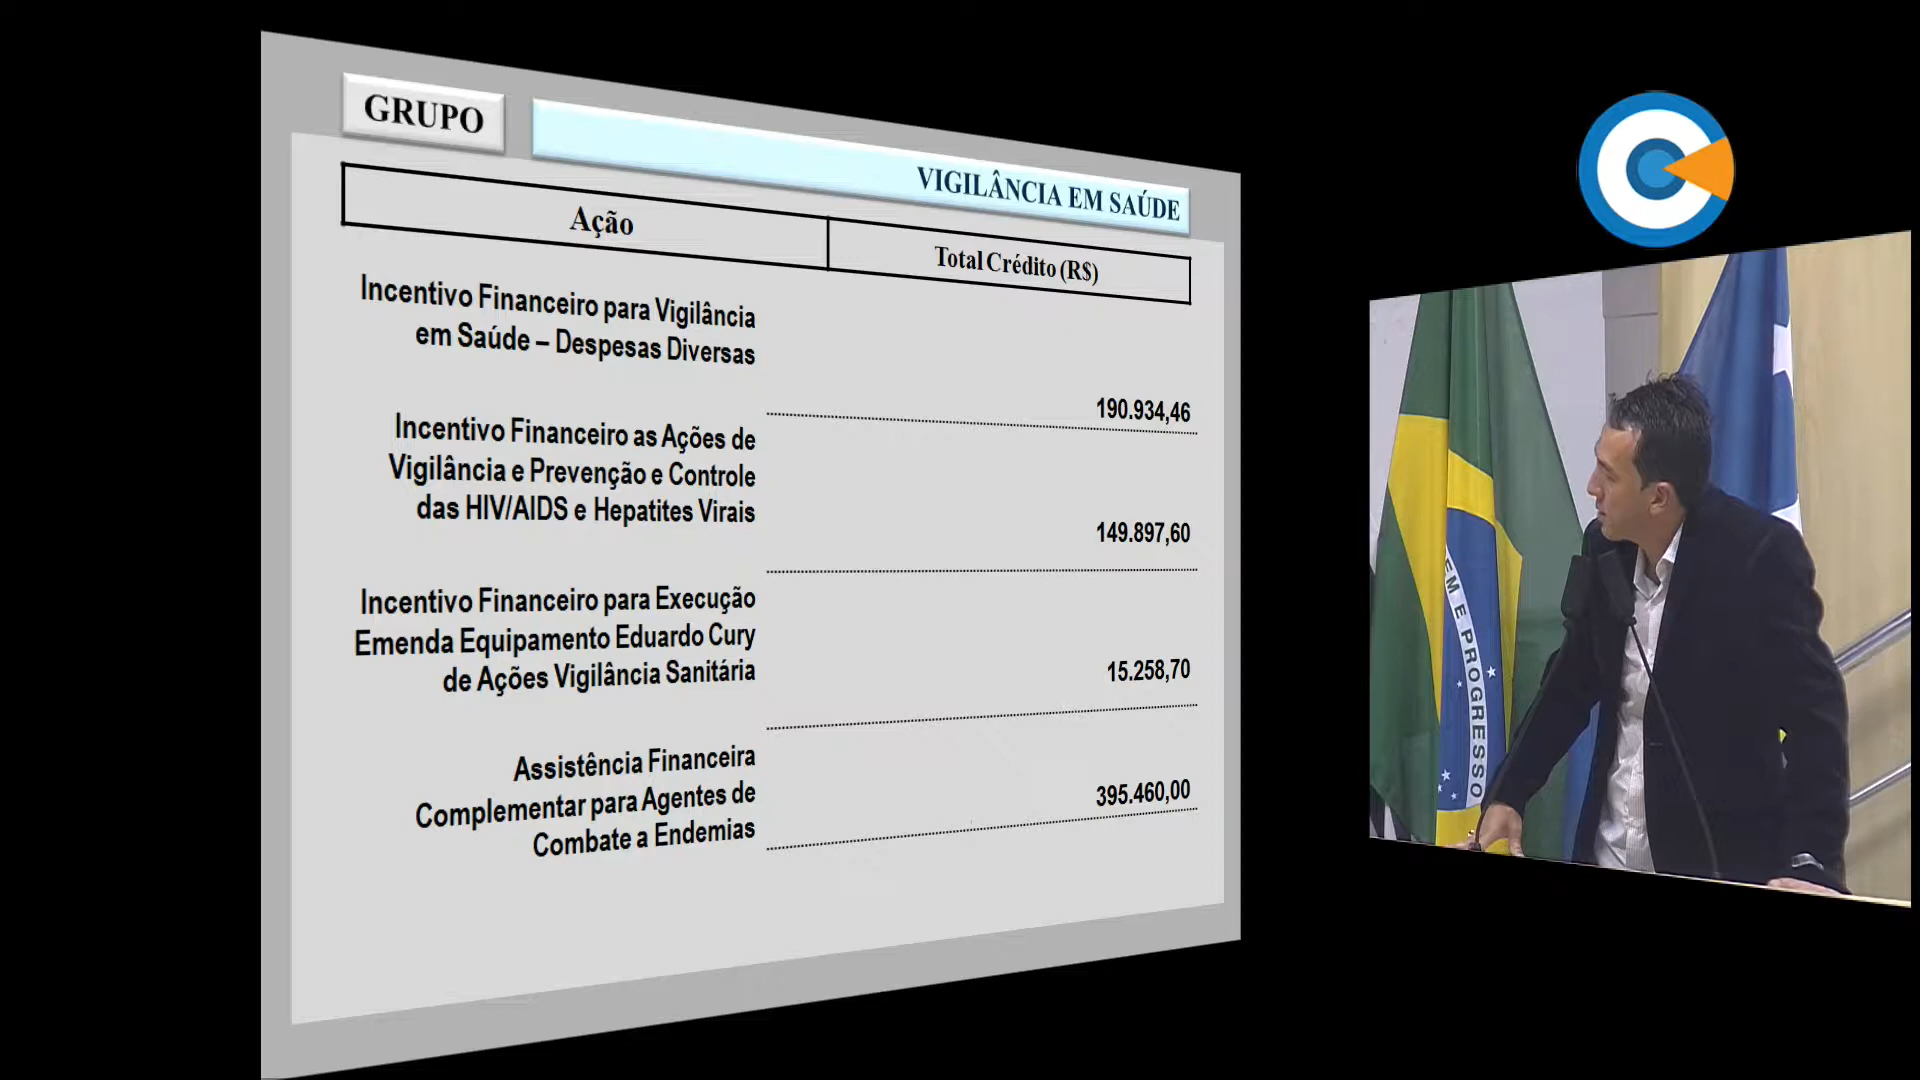 GRUPO
VIGILÂNCIA EM SAÚDE
Ação
Total Crédito (R$)
Incentivo Financeiro para Vigilância
em Saúde – Despesas Diversas
190.934,46
Incentivo Financeiro as Ações de
Vigilância e Prevenção e Controle
das HIV/AIDS e Hepatites Virais
149.897,60
Incentivo Financeiro para Execução
Emenda Equipamento Eduardo Cury
de Ações Vigilância Sanitária
15.258,70
Assistência Financeira
Complementar para Agentes de
Combate a Endemias
395.460,00
EM E PROGRESSO